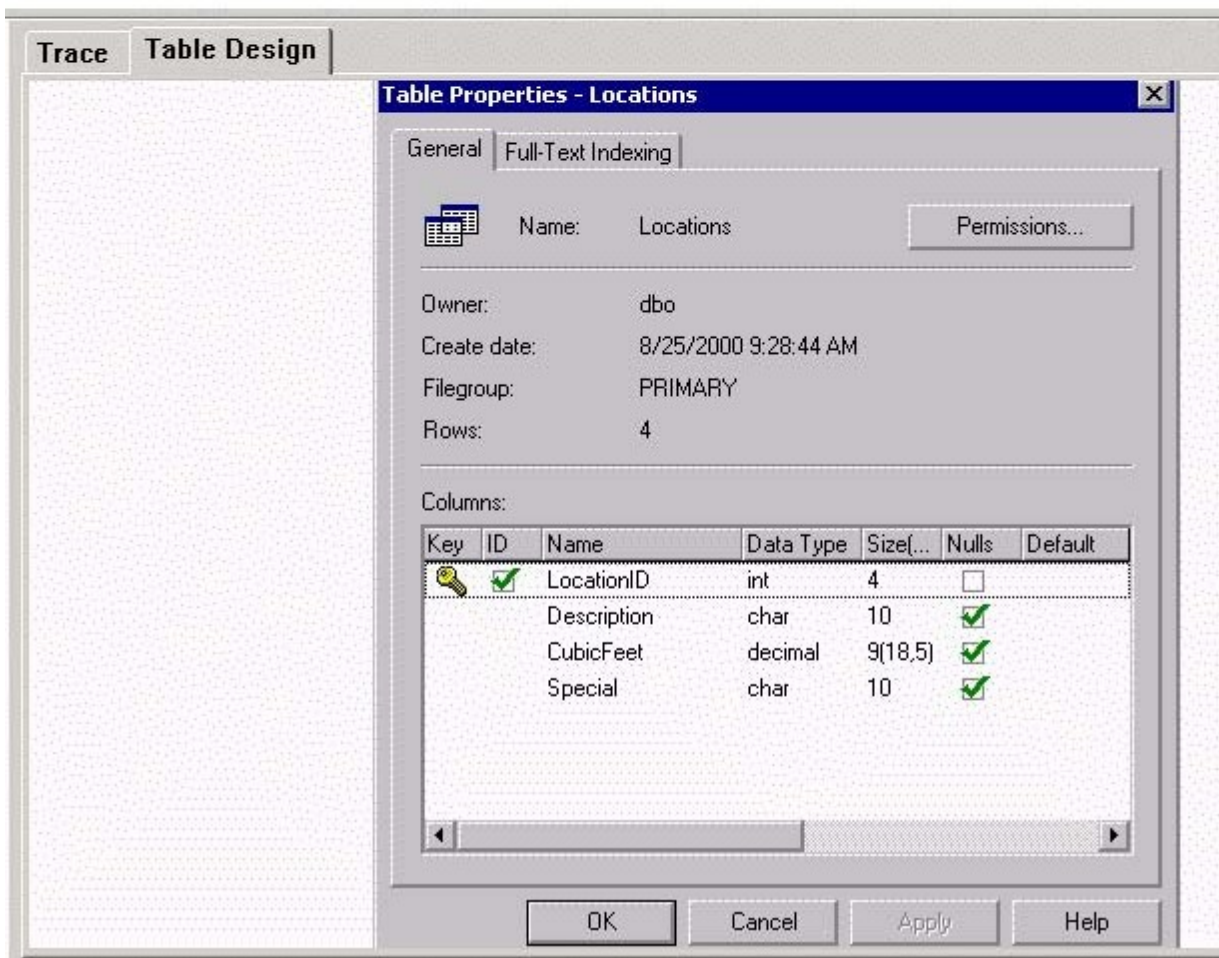 Trace Table Design
Table Properties - Locations
General Full-Text Indexing
Name: Locations Permissions...
Owner: dbo
Create date: 8/25/2000 9:28:44 AM
Filegroup: PRIMARY
Rows: 4
Columns:
Key ID Name Data Type Size(... Nulls Default
LocationID int 4
Description char 10
CubicFeet decimal 9(18,5)
Special char 10
OK Cancel Apply Help